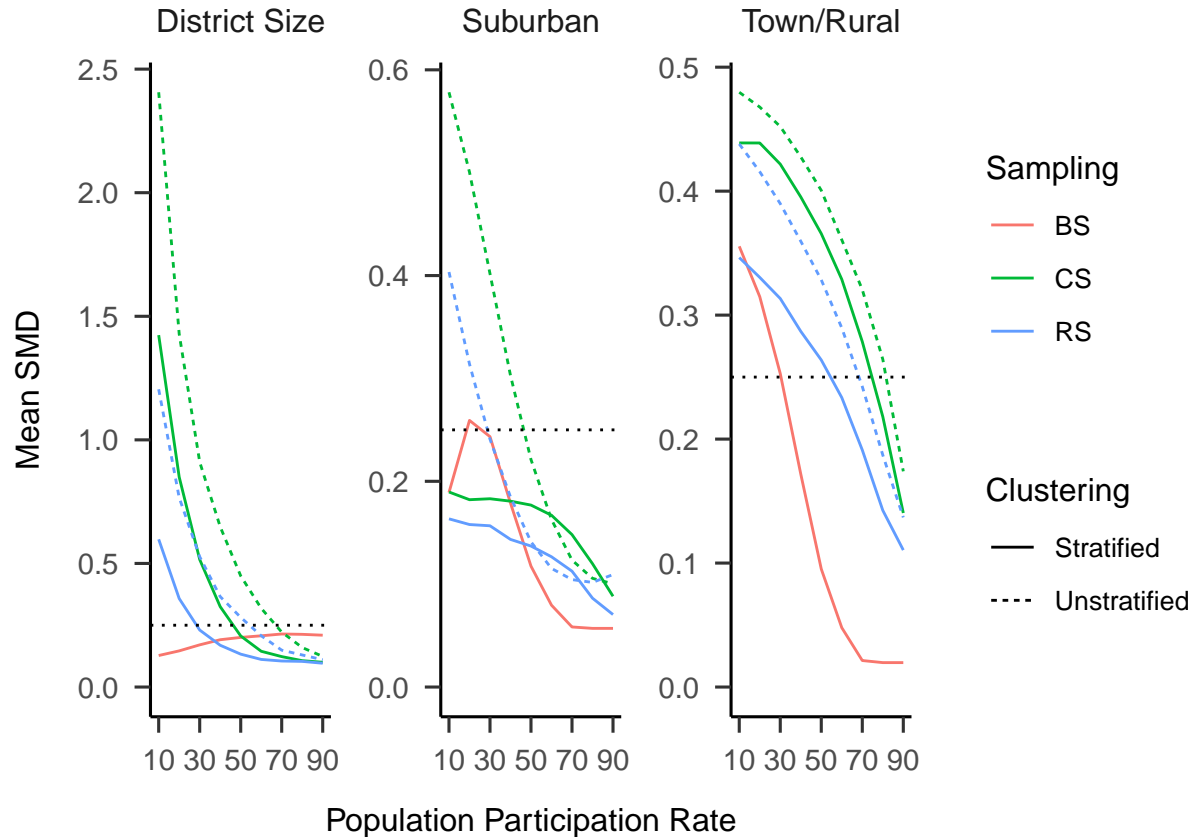 District Size
Suburban
Town/Rural
Mean SMD
2.5
2.0
1.5
1.0
0.5
0.0
10 30 50 70 90
0.6
0.4
0.2
0.0
10 30 50 70 90
0.5
0.4
0.3
0.2
0.1
0.0
10 30 50 70 90
Population Participation Rate
Sampling
BS
CS
RS
Clustering
Stratified
Unstratified